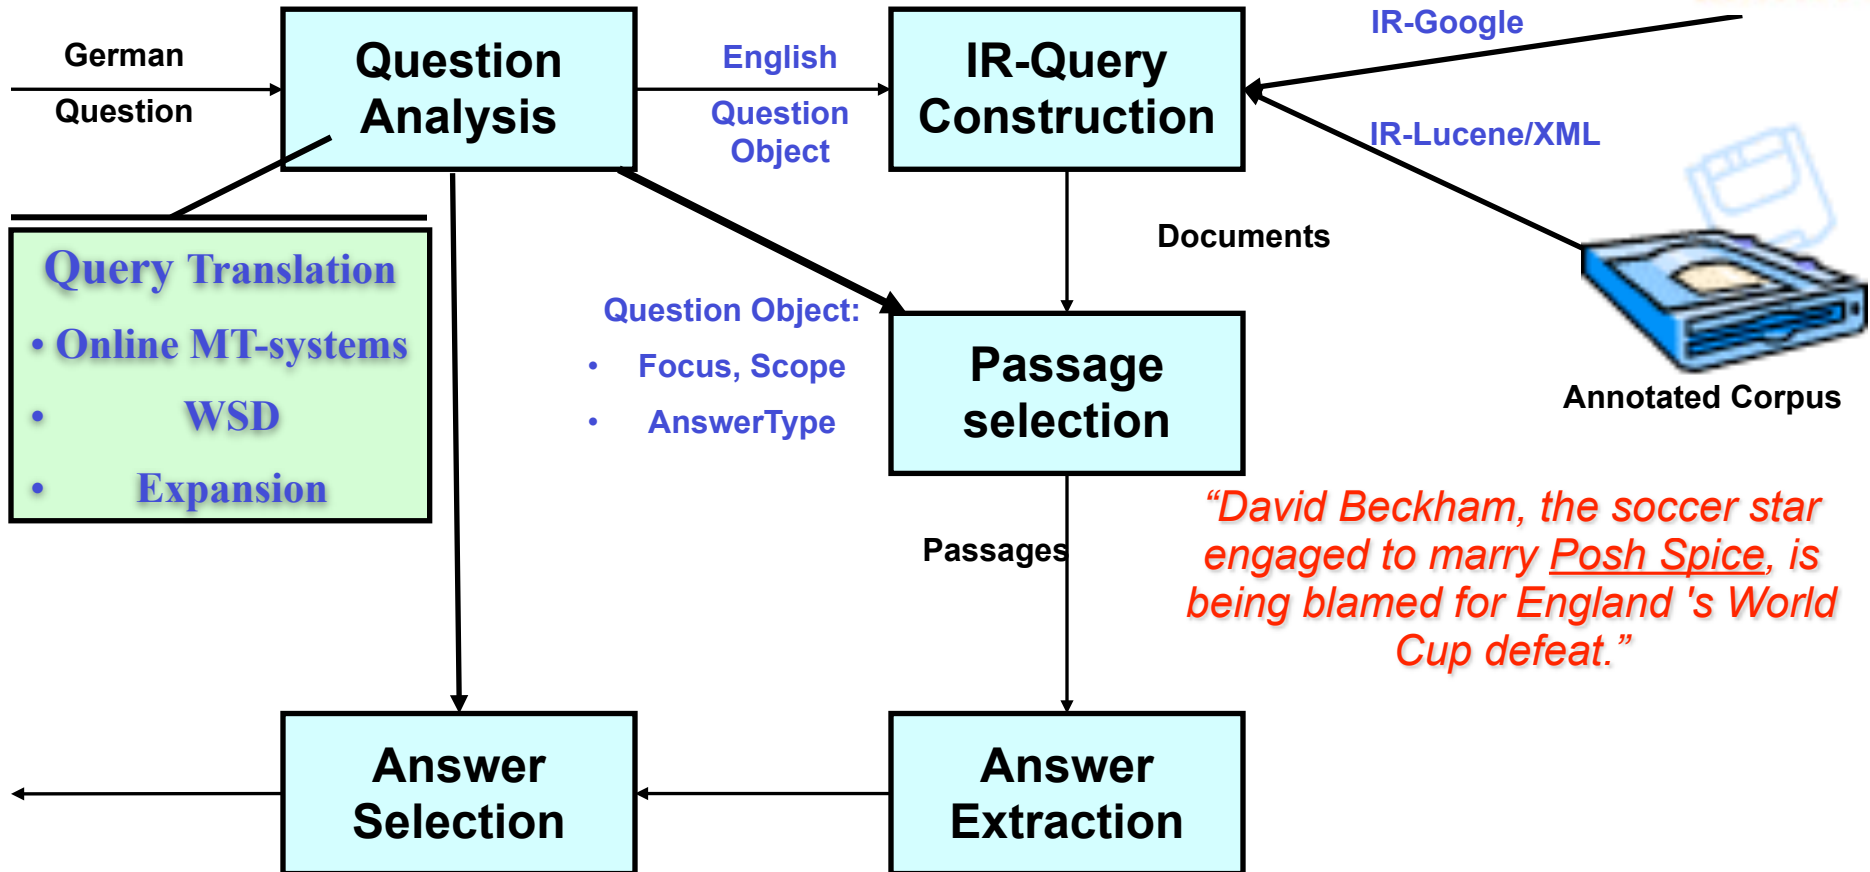 German
Question
Question
Analysis
English
Question
Object
IR-Query
Construction
IR-Google
IR-Lucene/XML
Query Translation
• Online MT-systems
• WSD
• Expansion
Question Object:
• Focus, Scope
• AnswerType
Documents
Passage
selection
Annotated Corpus
Passages
“David Beckham, the soccer star
engaged to marry Posh Spice, is
being blamed for England 's World
Cup defeat.”
Answer
Selection
Answer
Extraction